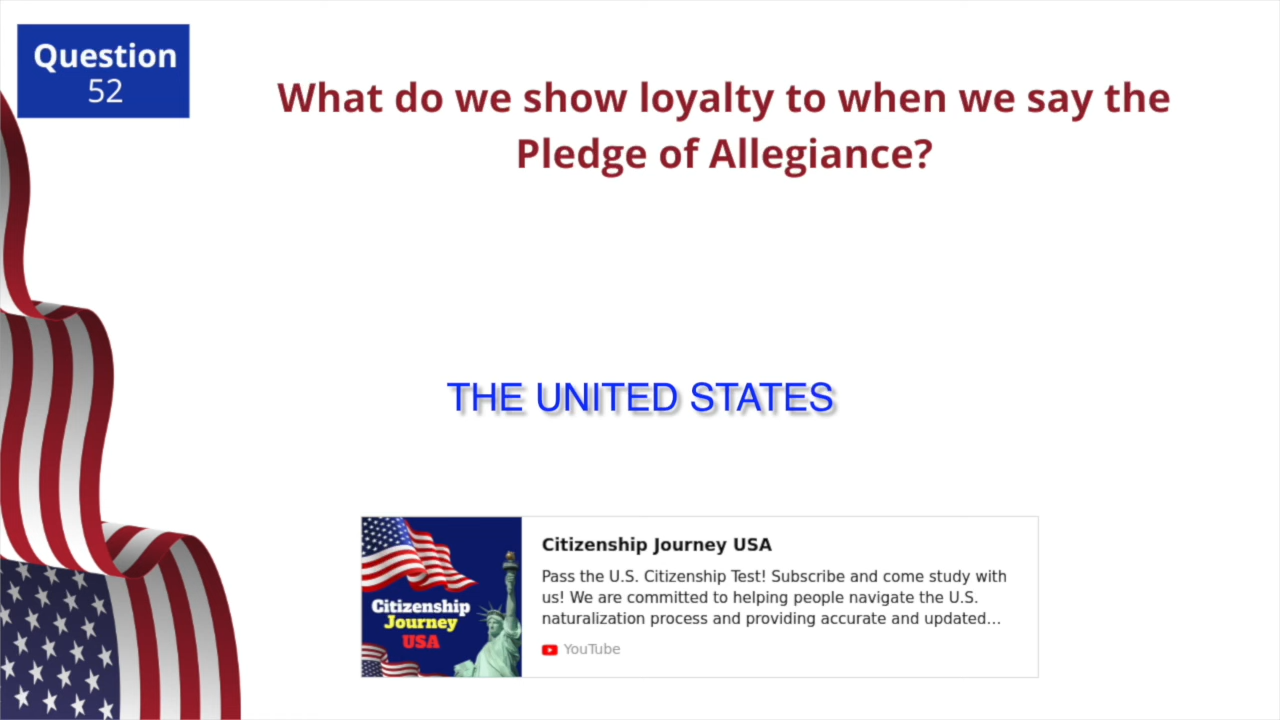 Question
52
What do we show loyalty to when we say the
Pledge of Allegiance?
THE UNITED STATES
Citizenship Journey USA
Pass the U.S. Citizenship Test! Subscribe and come study with
us! We are committed to helping people navigate the U.S.
naturalization process and providing accurate and updated...
YouTube
Citizenship
Journey
USA